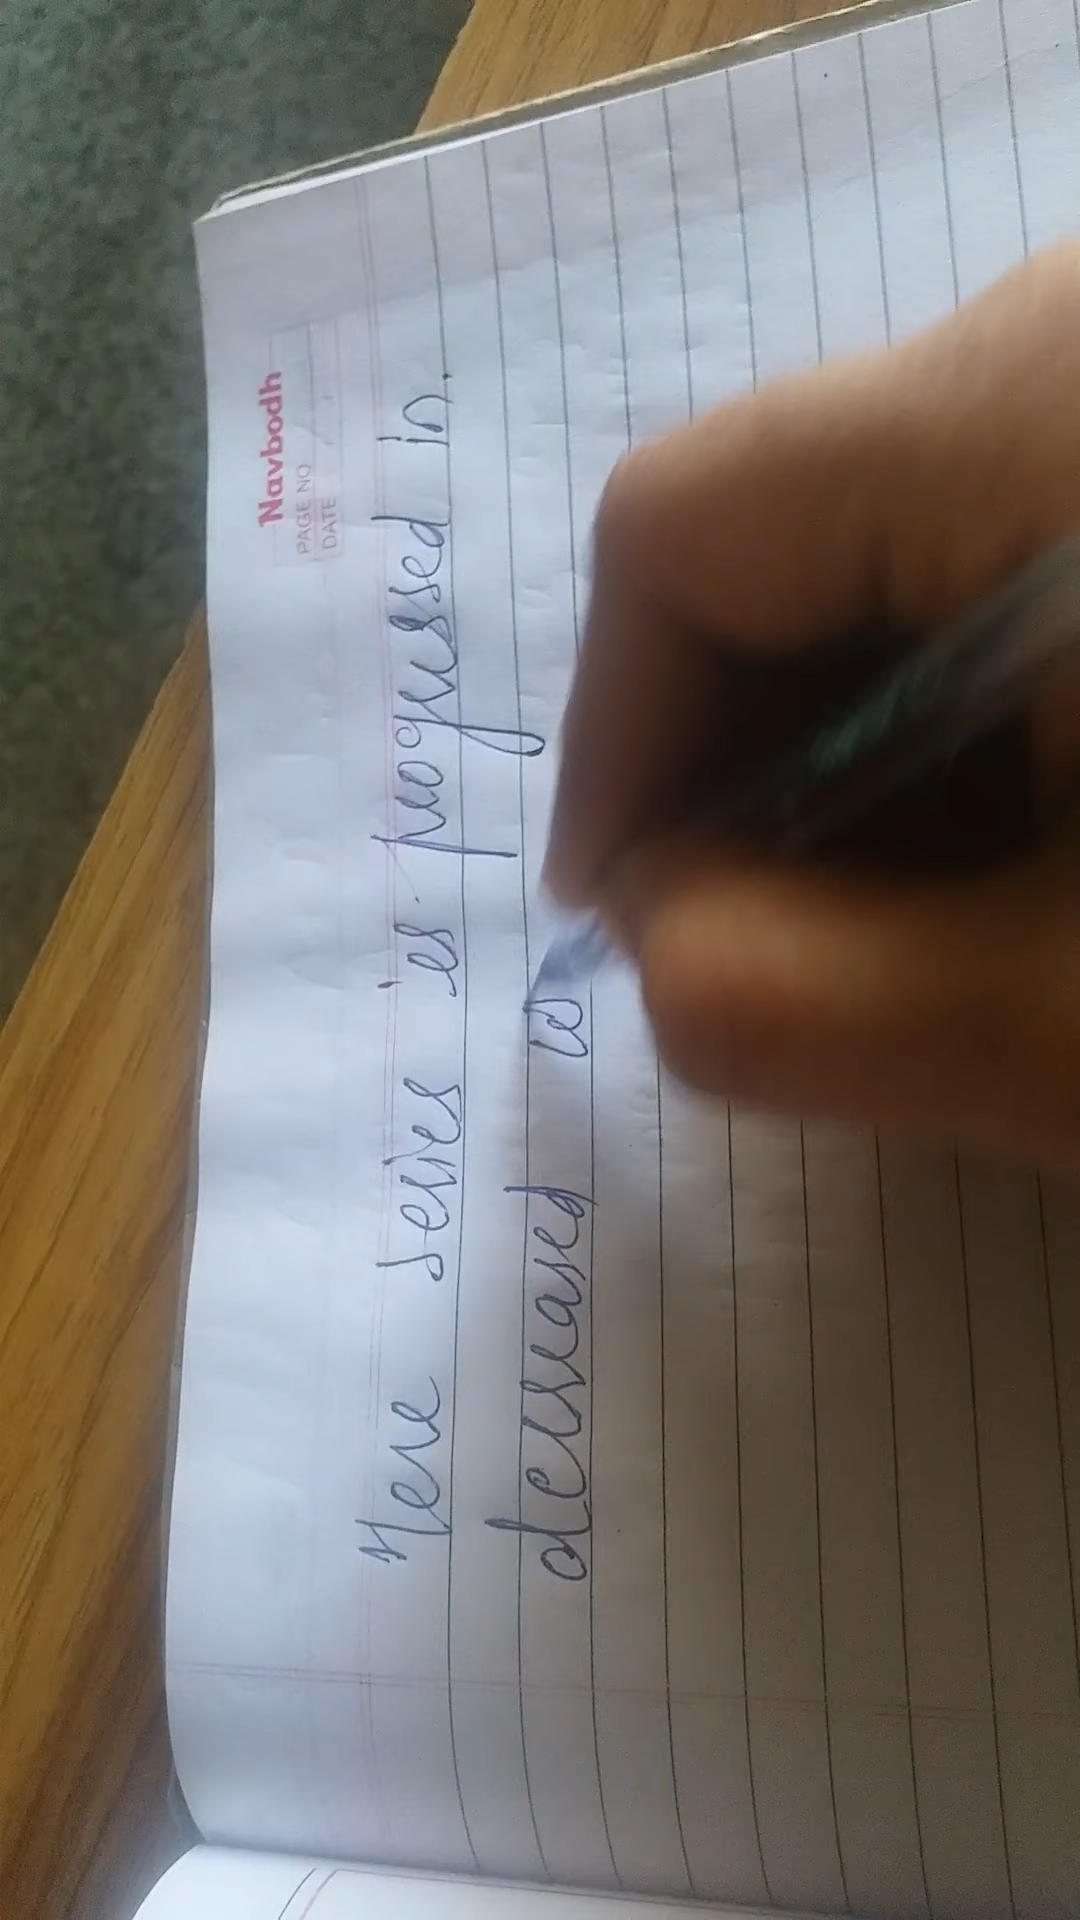 Navbodh
PAGE NO
DATE
Here series is progressed in.
decreased